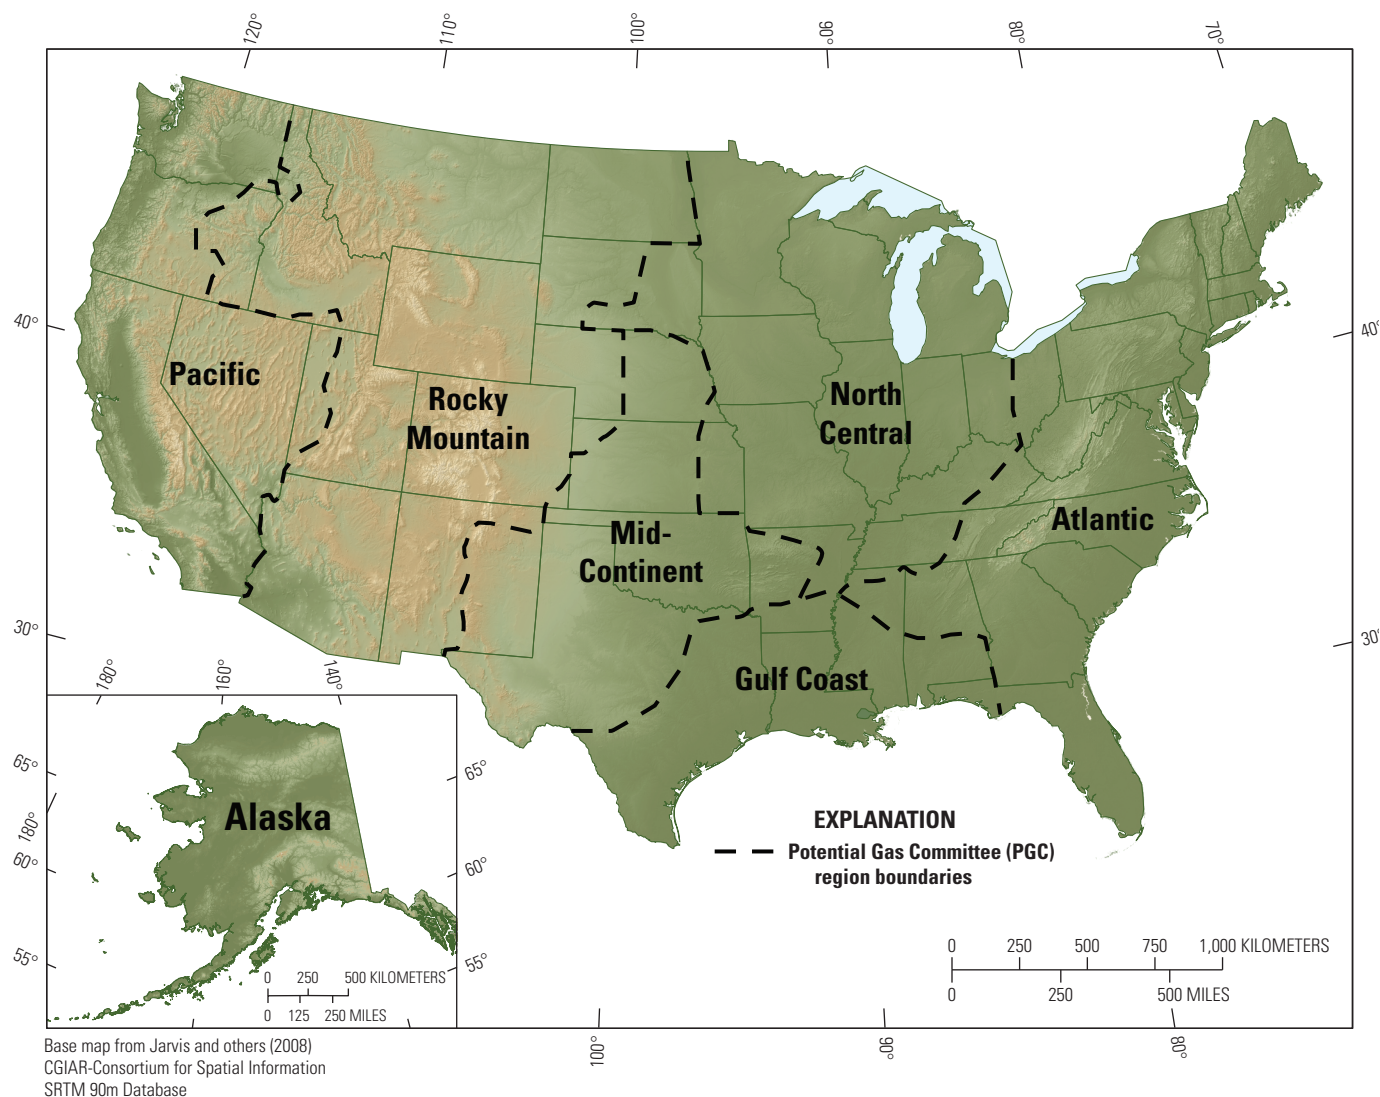 120°
110°
100°
90°
80°
70°
40°
40°
Pacific
Rocky
Mountain
North
Central
Mid-
Continent
Atlantic
30°
30°
Gulf Coast
180°
160°
140°
65°
65°
180°
Alaska
60°
60°
55°
55°
0 250 500 KILOMETERS
0 125 250 MILES
EXPLANATION
Potential Gas Committee (PGC)
region boundaries
0 250 500 750 1,000 KILOMETERS
0 250 500 MILES
100°
90°
80°
Base map from Jarvis and others (2008)
CGIAR-Consortium for Spatial Information
SRTM 90m Database